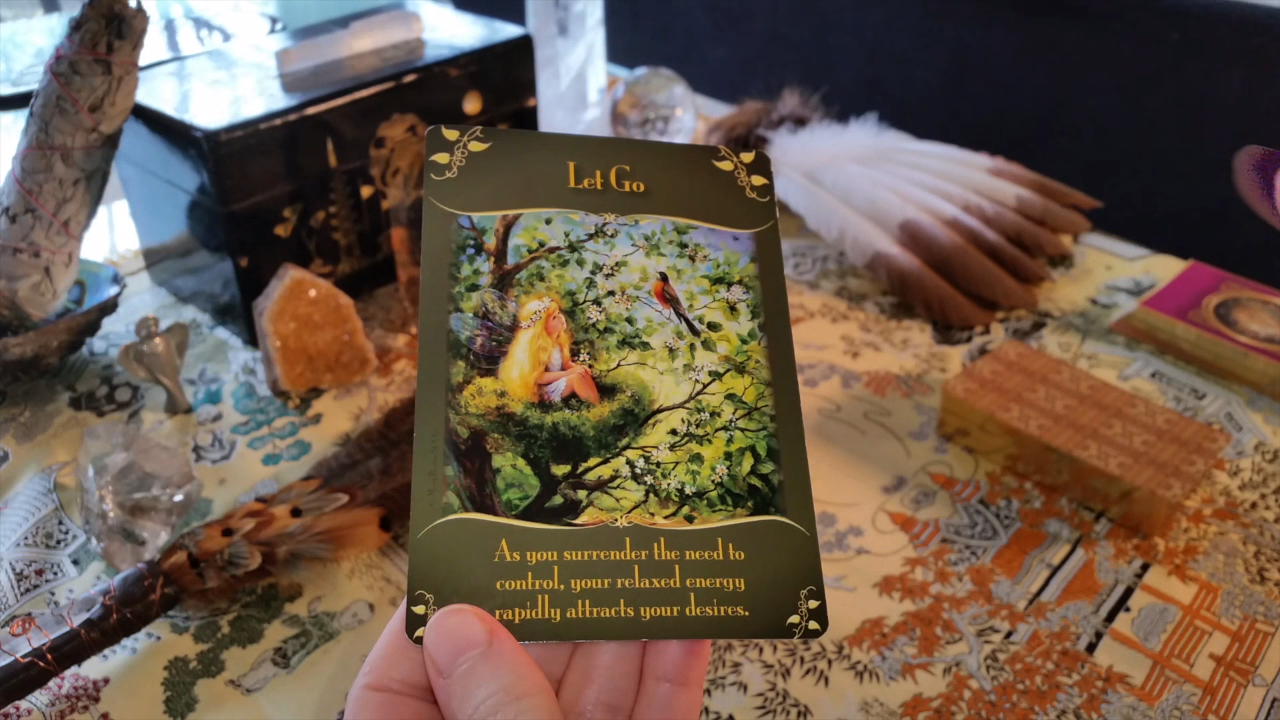 Let Go
As you surrender the need to
control, your relaxed energy
rapidly attracts your desires.